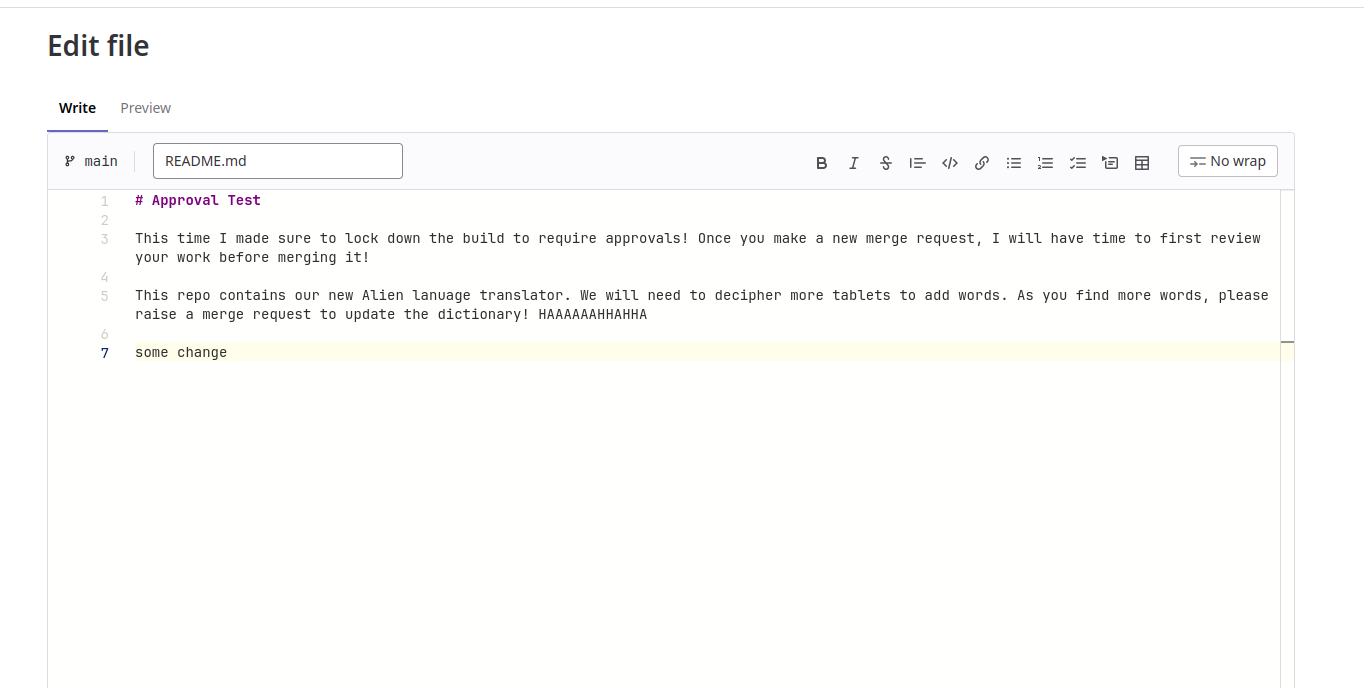 Edit file
Write Preview
main README.md No wrap
1 # Approval Test
2
3 This time I made sure to lock down the build to require approvals! Once you make a new merge request, I will have time to first review
your work before merging it!
4
5 This repo contains our new Alien lanuage translator. We will need to decipher more tablets to add words. As you find more words, please
raise a merge request to update the dictionary! HAAAAAAHHAHHA
6
7 some change